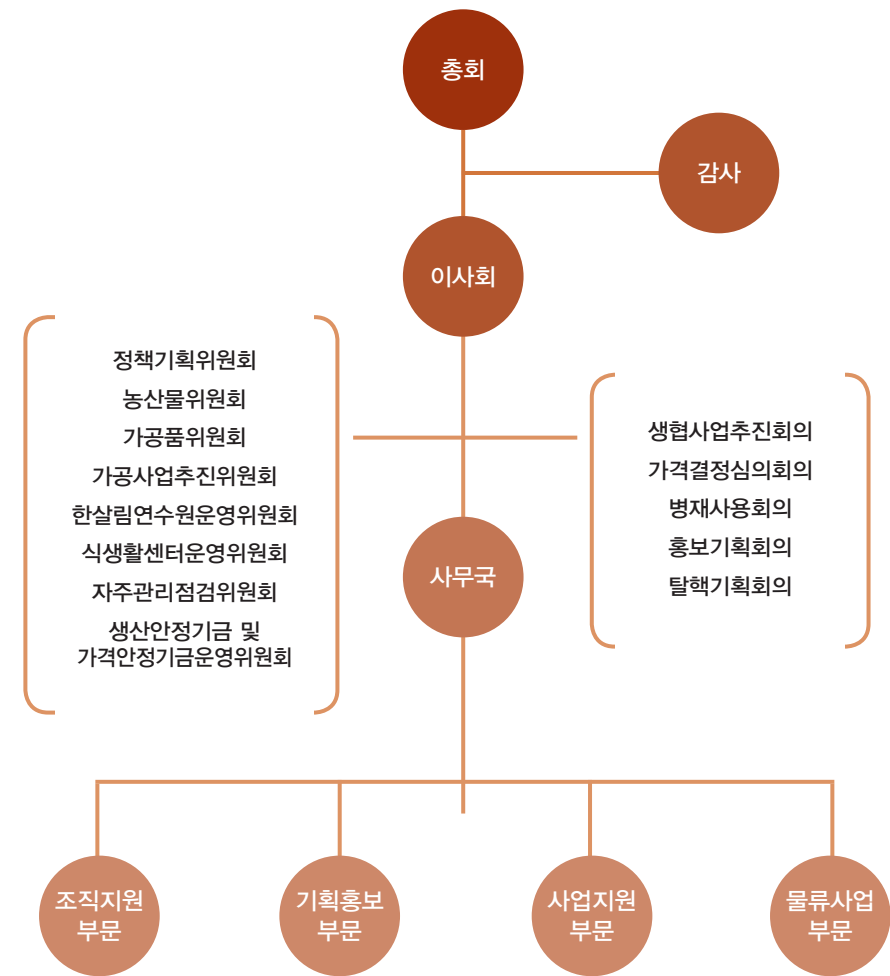 총회
감사
이사회
정책기획위원회
농산물위원회
가공품위원회
가공사업추진위원회
한살림연수원운영위원회
식생활센터운영위원회
자주관리점검위원회
생산안정기금 및
가격안정기금운영위원회
생협사업추진회의
가격결정심의회의
병재사용회의
홍보기획회의
탈핵기획회의
사무국
조직지원
부문
기획홍보
부문
사업지원
부문
물류사업
부문